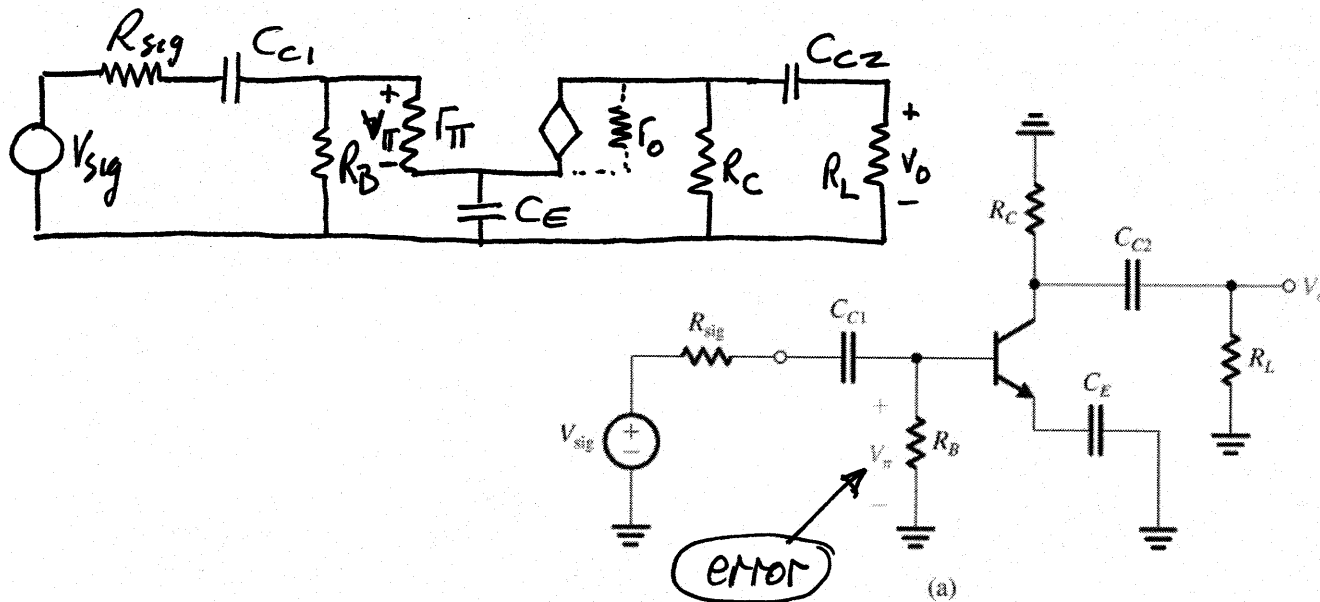 Rsig
CC1
Vsig
RB
+
Vπ
-
rπ
CE
ro
RC
CC2
RL
+
Vo
-
RC
CC2
RL
CC1
Rsig
Vsig
+
-
+
Vπ
-
RB
CE
error
(a)